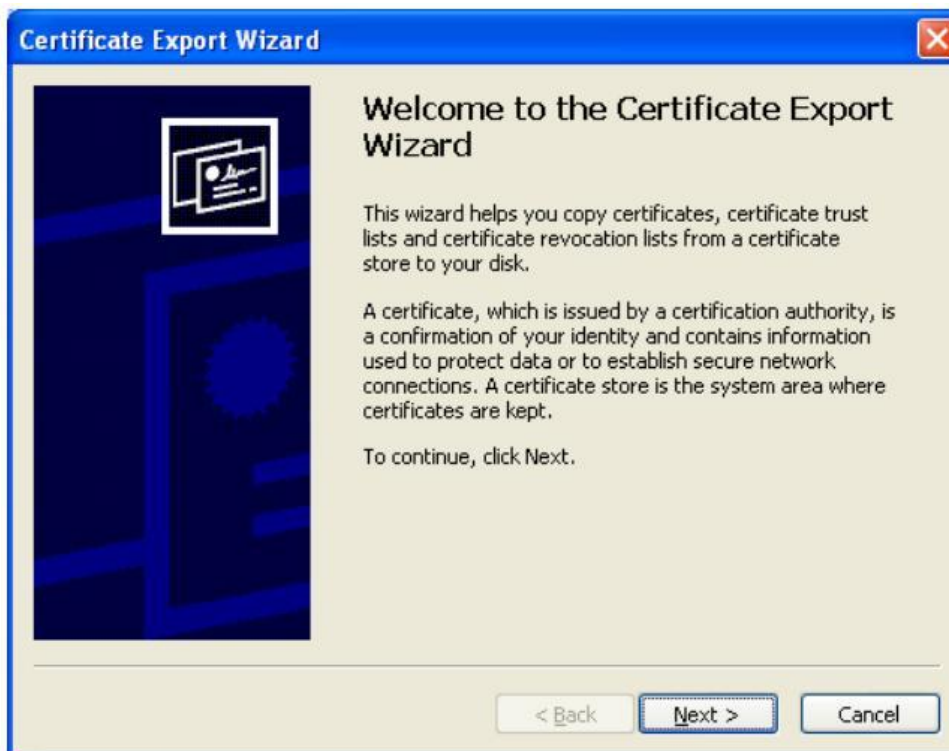 Certificate Export Wizard
Welcome to the Certificate Export
Wizard
This wizard helps you copy certificates, certificate trust
lists and certificate revocation lists from a certificate
store to your disk.
A certificate, which is issued by a certification authority, is
a confirmation of your identity and contains information
used to protect data or to establish secure network
connections. A certificate store is the system area where
certificates are kept.
To continue, click Next.
< Back Next > Cancel